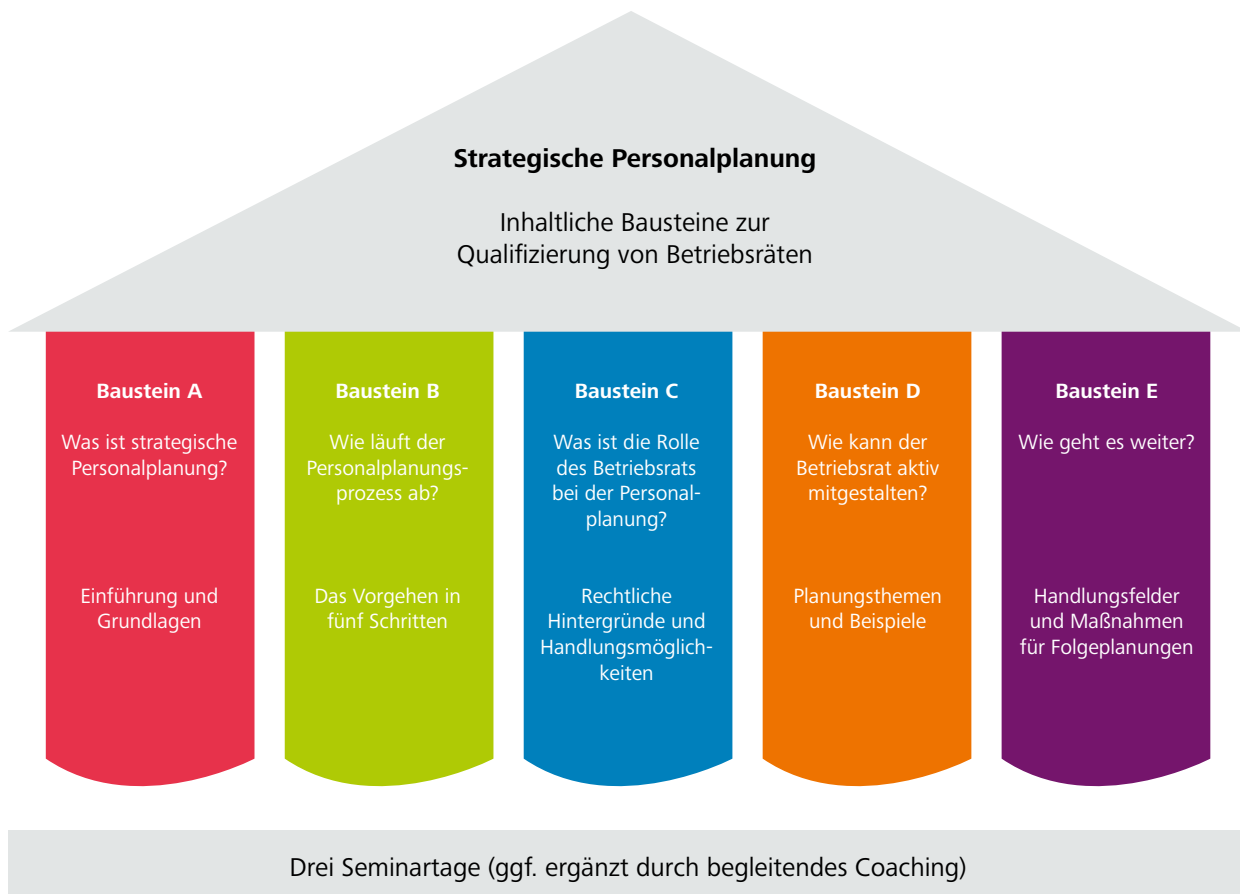 Strategische Personalplanung
Inhaltliche Bausteine zur
Qualifizierung von Betriebsräten
Baustein A
Was ist strategische
Personalplanung?
Einführung und
Grundlagen
Baustein B
Wie läuft der
Personalplanungs-
prozess ab?
Das Vorgehen in
fünf Schritten
Baustein C
Was ist die Rolle
des Betriebsrats
bei der Personal-
planung?
Rechtliche
Hintergründe und
Handlungsmöglich-
keiten
Baustein D
Wie kann der
Betriebsrat aktiv
mitgestalten?
Planungsthemen
und Beispiele
Baustein E
Wie geht es weiter?
Handlungsfelder
und Maßnahmen
für Folgeplanungen
Drei Seminartage (ggf. ergänzt durch begleitendes Coaching)